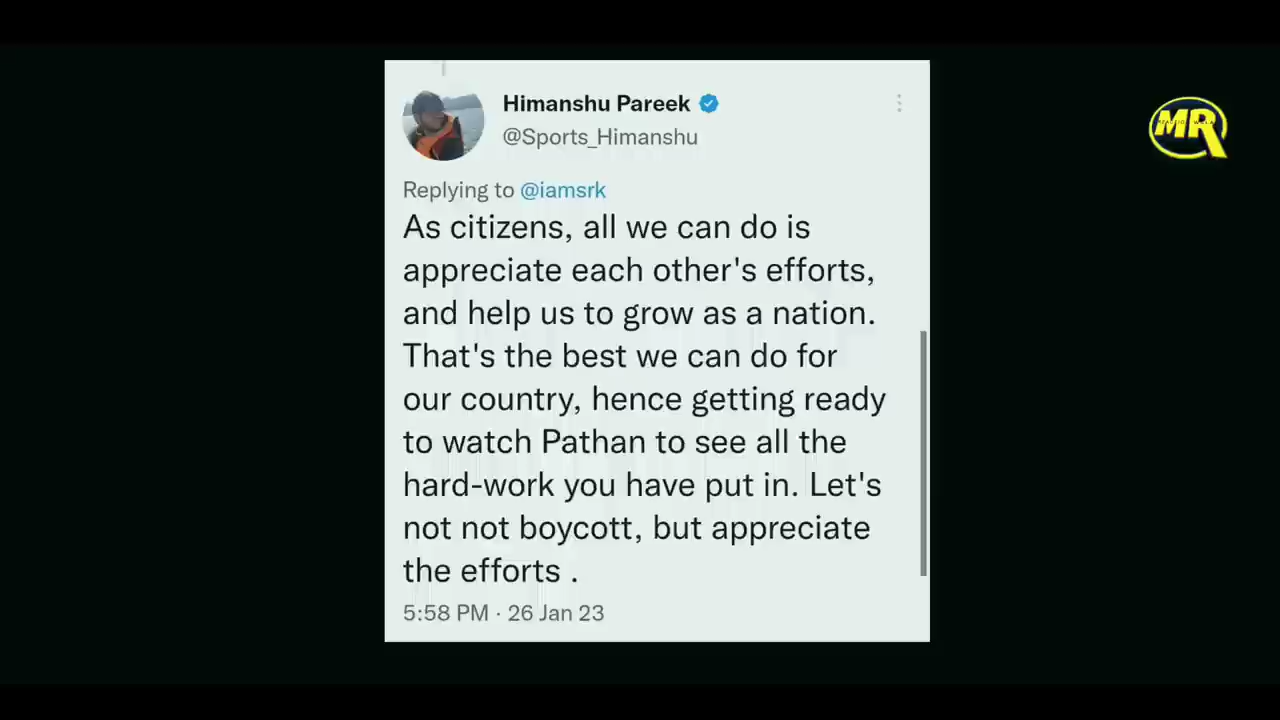 Himanshu Pareek
@Sports_Himanshu
Replying to @iamsrk
As citizens, all we can do is
appreciate each other's efforts,
and help us to grow as a nation.
That's the best we can do for
our country, hence getting ready
to watch Pathan to see all the
hard-work you have put in. Let's
not not boycott, but appreciate
the efforts .
5:58 PM · 26 Jan 23
MR